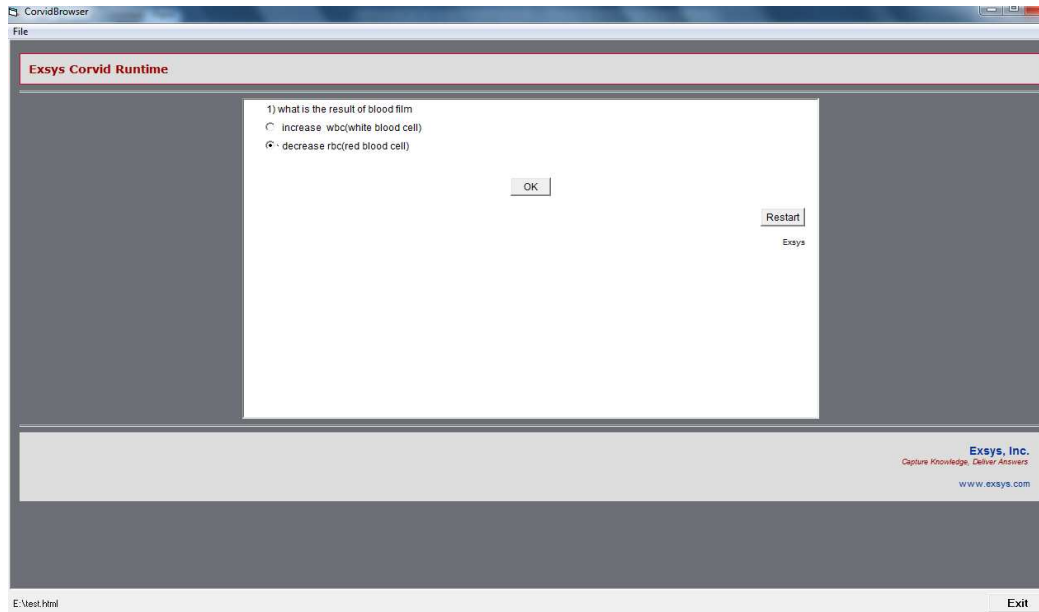 CorvidBrowser
File
Exsys Corvid Runtime
1) what is the result of blood film
increase wbc(white blood cell)
decrease rbc(red blood cell)
OK
Restart
Exsys
Exsys, Inc.
Capture Knowledge, Deliver Answers
www.exsys.com
E:\test.html
Exit